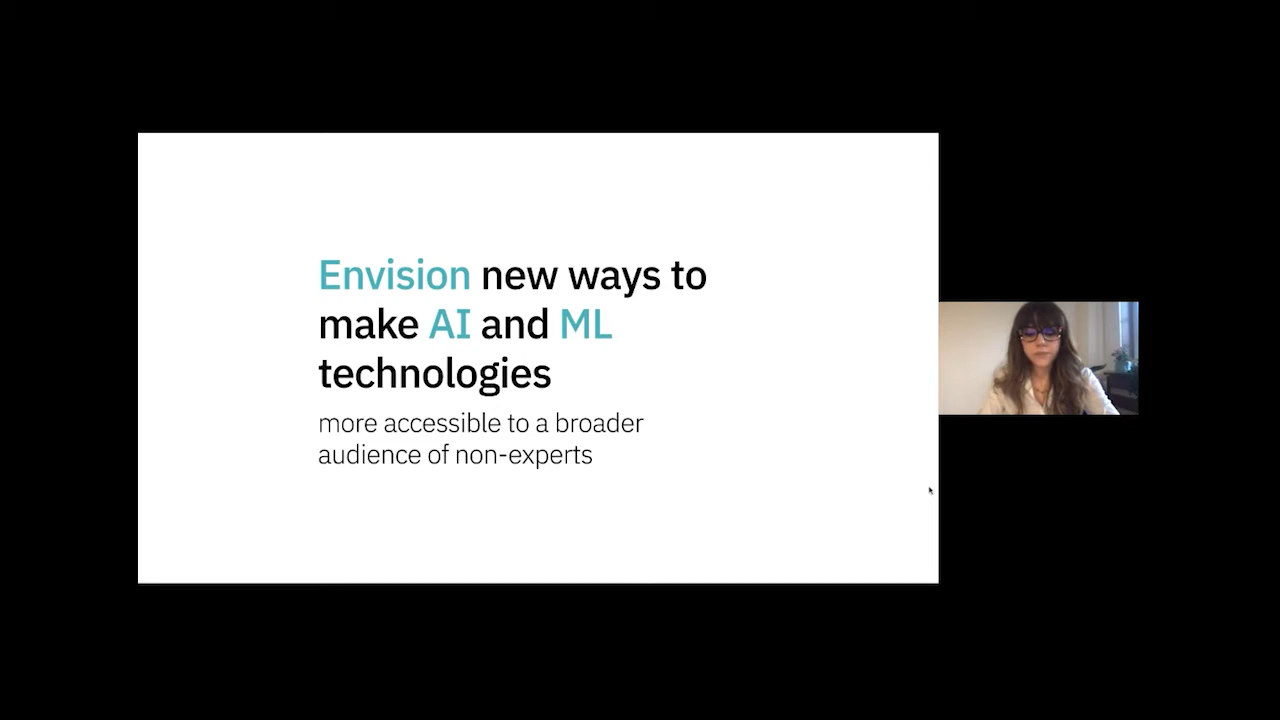 Envision new ways to
make AI and ML
technologies
more accessible to a broader
audience of non-experts